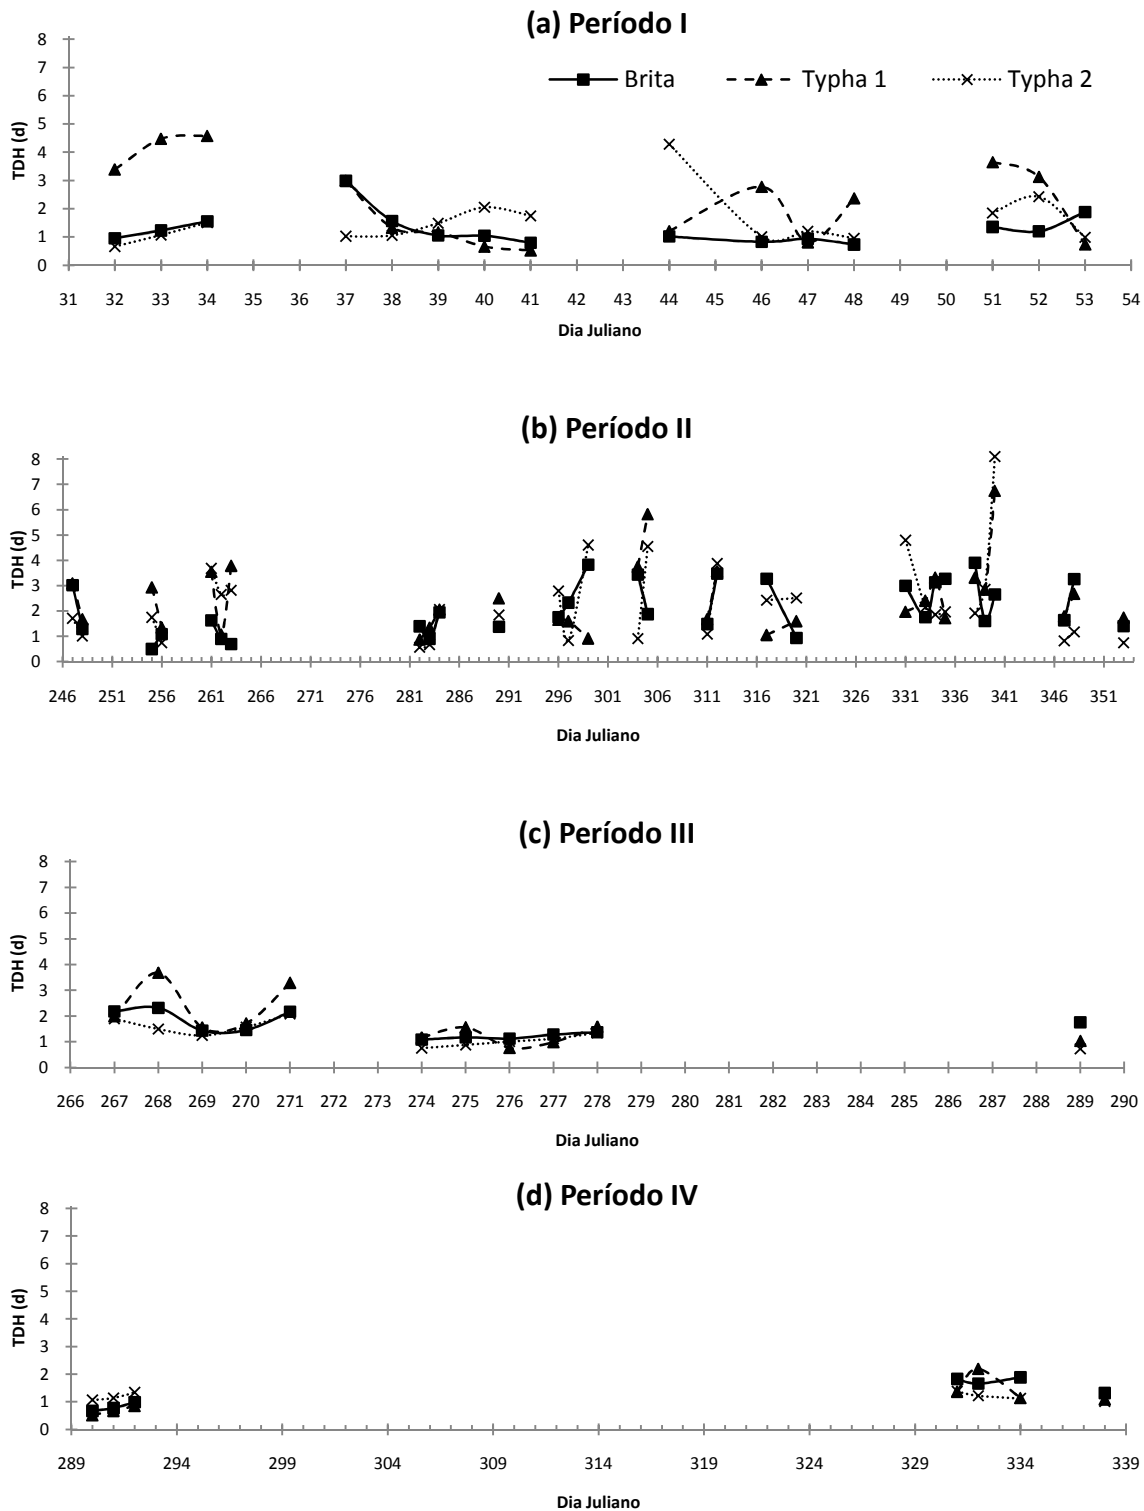 (a) Período I
8
7
6
5
4
3
2
1
0
TDH (d)
Brita Typha 1 Typha 2
31 32 33 34 35 36 37 38 39 40 41 42 43 44 45 46 47 48 49 50 51 52 53 54
Dia Juliano
(b) Período II
8
7
6
5
4
3
2
1
0
TDH (d)
246 251 256 261 266 271 276 281 286 291 296 301 306 311 316 321 326 331 336 341 346 351
Dia Juliano
(c) Período III
8
7
6
5
4
3
2
1
0
TDH (d)
266 267 268 269 270 271 272 273 274 275 276 277 278 279 280 281 282 283 284 285 286 287 288 289 290
Dia Juliano
(d) Período IV
8
7
6
5
4
3
2
1
0
TDH (d)
289 294 299 304 309 314 319 324 329 334 339
Dia Juliano